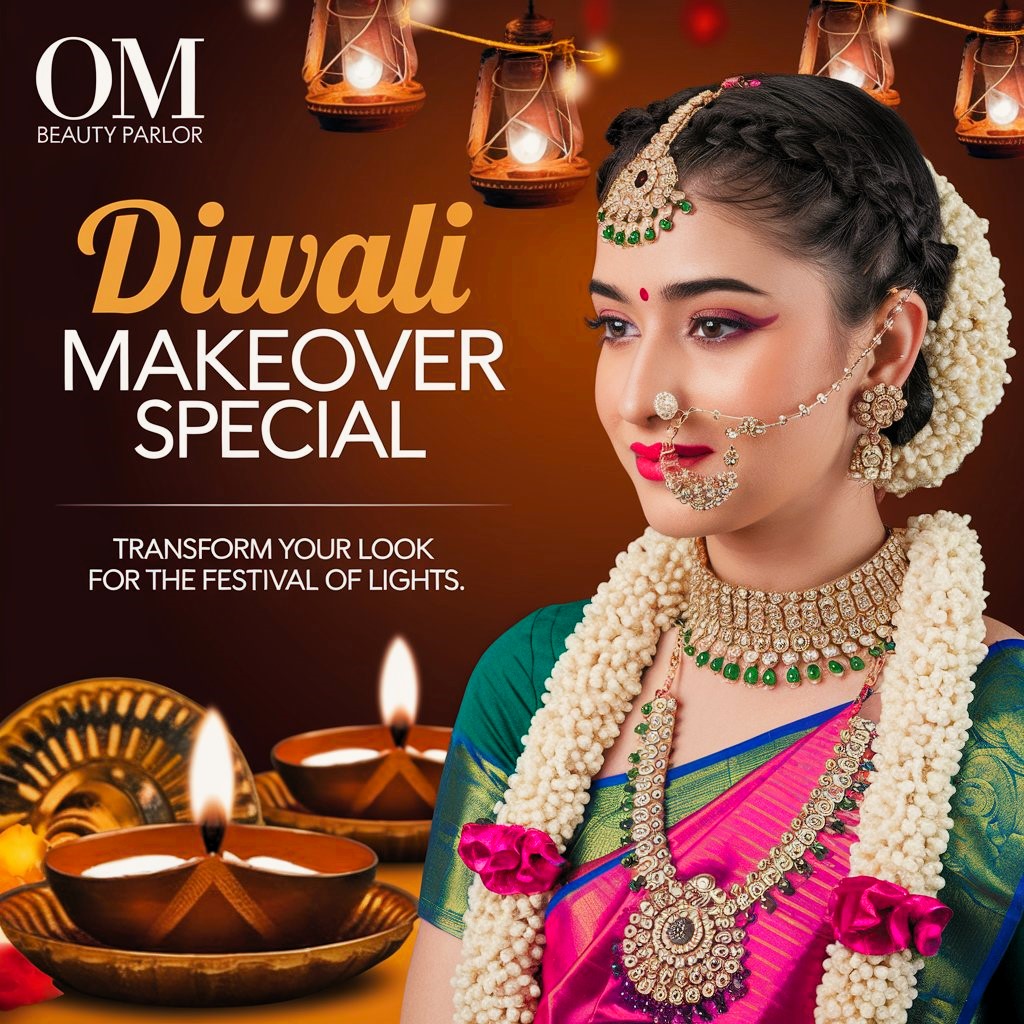 OM
BEAUTY PARLOR
Diwali
MAKEOVER
SPECIAL
TRANSFORM YOUR LOOK
FOR THE FESTIVAL OF LIGHTS.